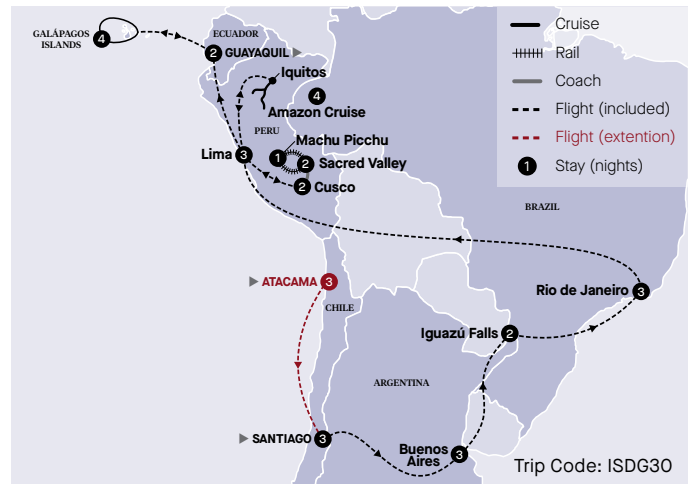 GALÁPAGOS
ISLANDS
4
ECUADOR
2
GUAYAQUIL
Iquitos
4
Amazon Cruise
PERU
Machu Picchu
Lima
3
1
2
Sacred Valley
2
Cusco
Cruise
Rail
Coach
Flight (included)
Flight (extention)
1
Stay (nights)
BRAZIL
ATACAMA
3
CHILE
Rio de Janeiro
3
Iguazú Falls
2
ARGENTINA
SANTIAGO
3
Buenos
Aires
3
Trip Code: ISDG30